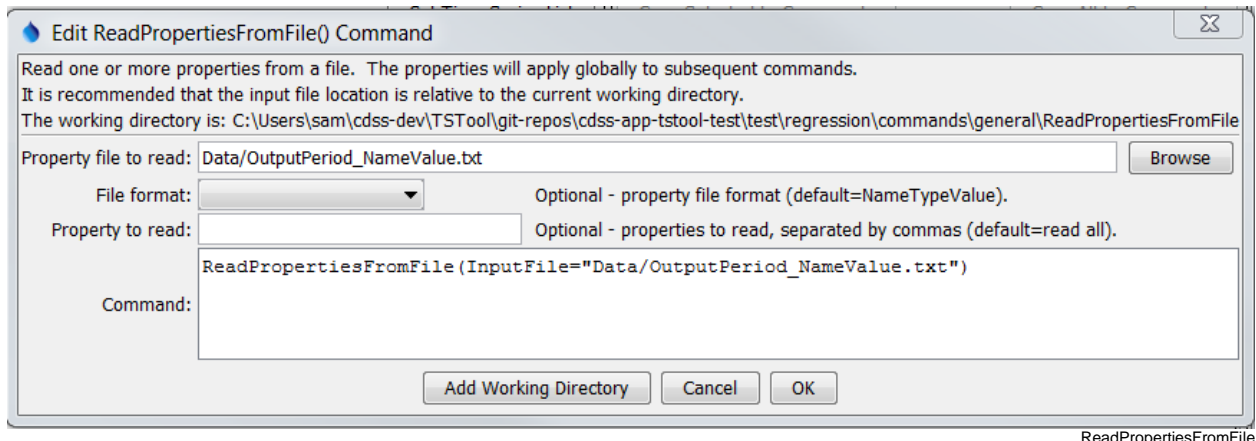 Edit ReadPropertiesFromFile() Command
Read one or more properties from a file. The properties will apply globally to subsequent commands.
It is recommended that the input file location is relative to the current working directory.
The working directory is: C:\Users\sam\cdss-dev\TSTool\git-repos\cdss-app-tstool-test\test\regression\commands\general\ReadPropertiesFromFile
Property file to read: Data/OutputPeriod_NameValue.txt Browse
File format: Optional - property file format (default=NameTypeValue).
Property to read: Optional - properties to read, separated by commas (default=read all).
Command: ReadPropertiesFromFile(InputFile="Data/OutputPeriod_NameValue.txt")
Add Working Directory Cancel OK
ReadPropertiesFromFile